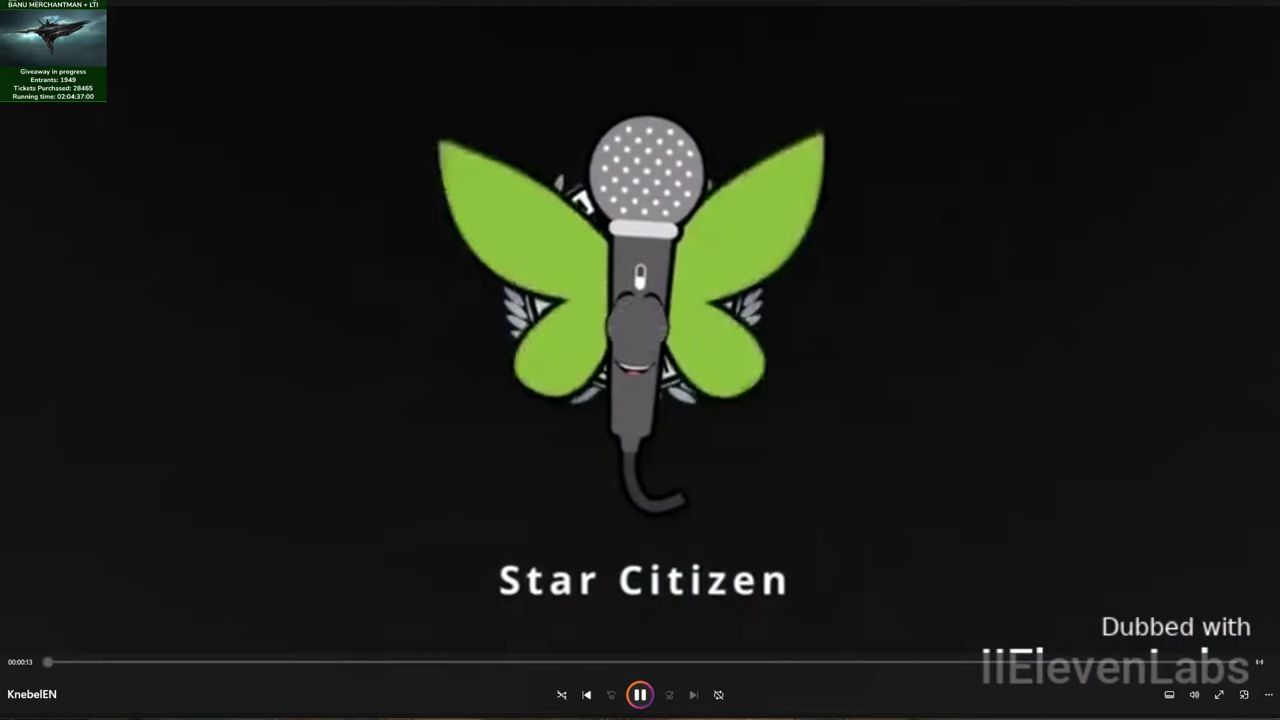 BANU MERCHANTMAN + LTI
Giveaway in progress
Entrants: 1949
Tickets Purchased: 28465
Running time: 02:04:37:00
Star Citizen
Dubbed with
IIElevenLabs
00:00:13
KnebelEN